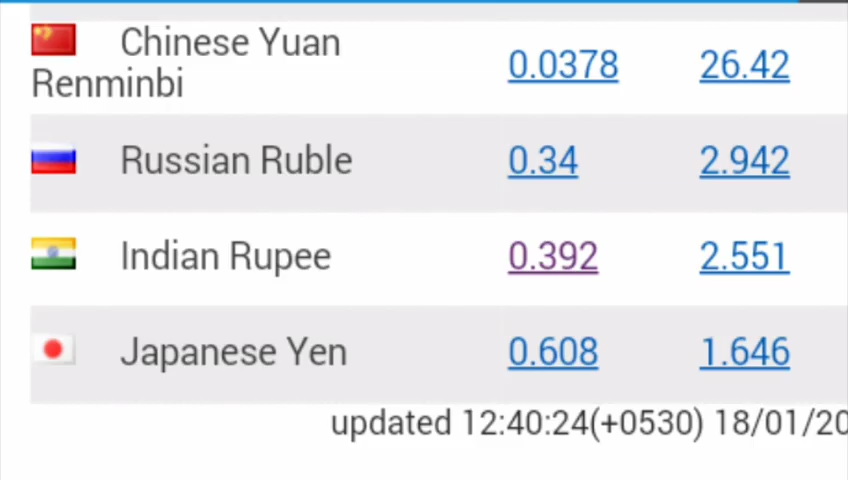 Chinese Yuan
Renminbi 0.0378 26.42
Russian Ruble 0.34 2.942
Indian Rupee 0.392 2.551
Japanese Yen 0.608 1.646
updated 12:40:24(+0530) 18/01/20